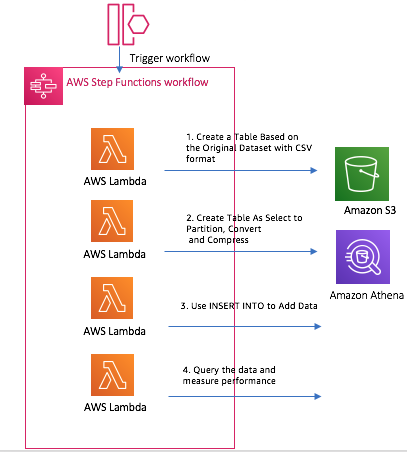 Trigger workflow
AWS Step Functions workflow
1. Create a Table Based on
the Original Dataset with CSV
format
AWS Lambda
Amazon S3
2. Create Table As Select to
Partition, Convert
and Compress
AWS Lambda
Amazon Athena
3. Use INSERT INTO to Add Data
AWS Lambda
4. Query the data and
measure performance
AWS Lambda